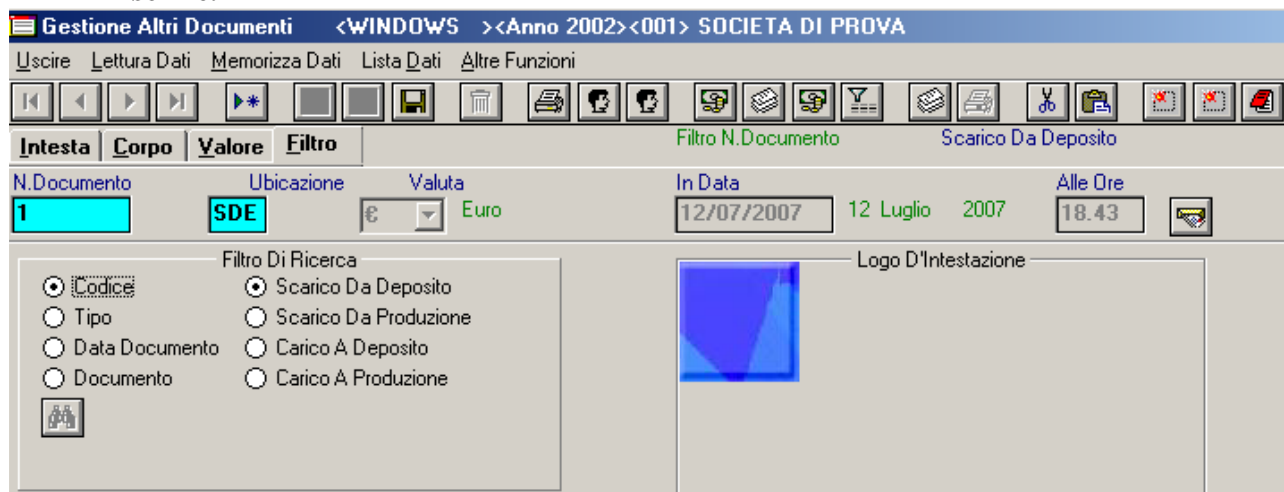 Gestione Altri Documenti <WINDOWS ><Anno 2002><001> SOCIETA DI PROVA
Uscire Lettura Dati Memorizza Dati Lista Dati Altre Funzioni
Intesta Corpo Valore Filtro Filtro N.Documento Scarico Da Deposito
N.Documento Ubicazione Valuta In Data Alle Ore
1 SDE € Euro 12/07/2007 12 Luglio 2007 18.43
Filtro Di Ricerca Logo D'Intestazione
Codice Scarico Da Deposito
Tipo Scarico Da Produzione
Data Documento Carico A Deposito
Documento Carico A Produzione